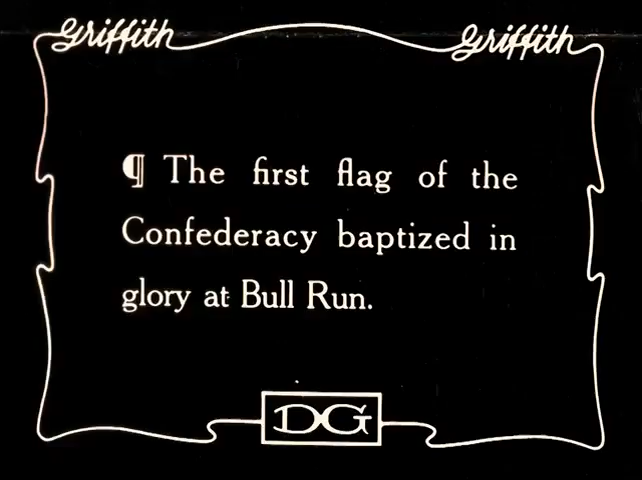 Griffith Griffith
¶ The first flag of the
Confederacy baptized in
glory at Bull Run.
DG